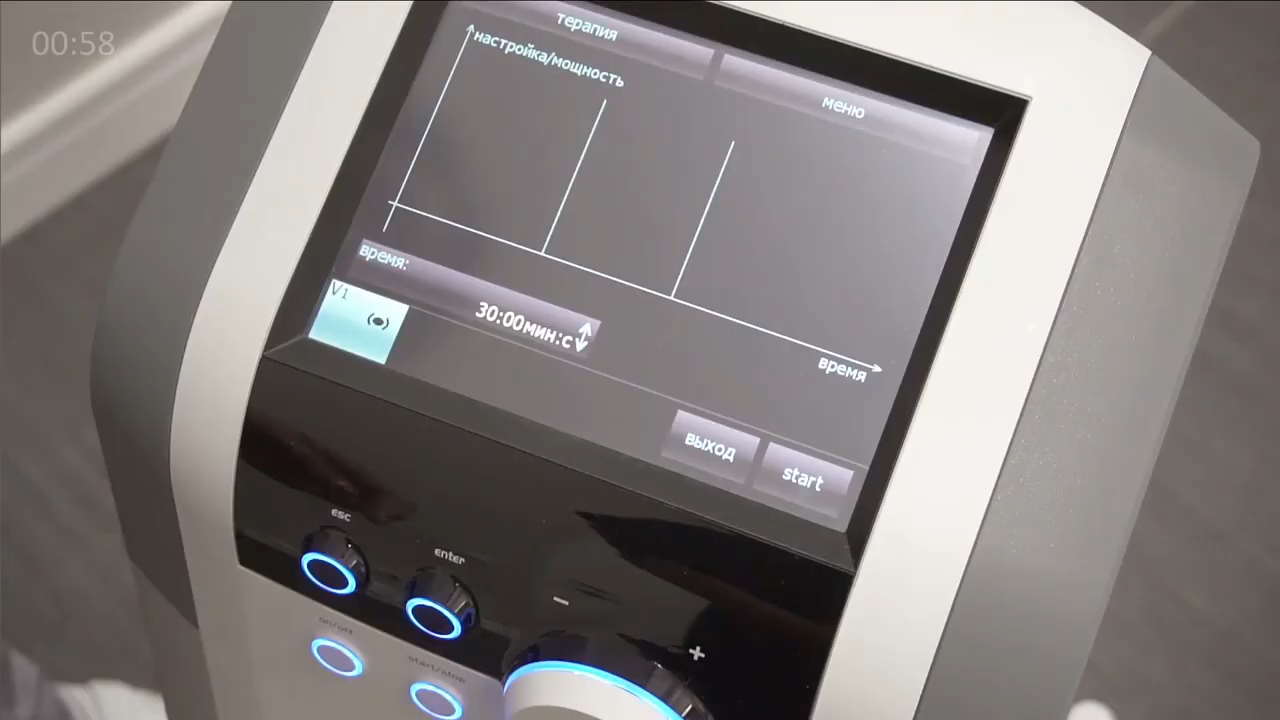 00:58
терапия
настройка/мощность
меню
время:
V1
30:00мин:с
время
выход
start
esc
enter
−
+
on/off
start/stop